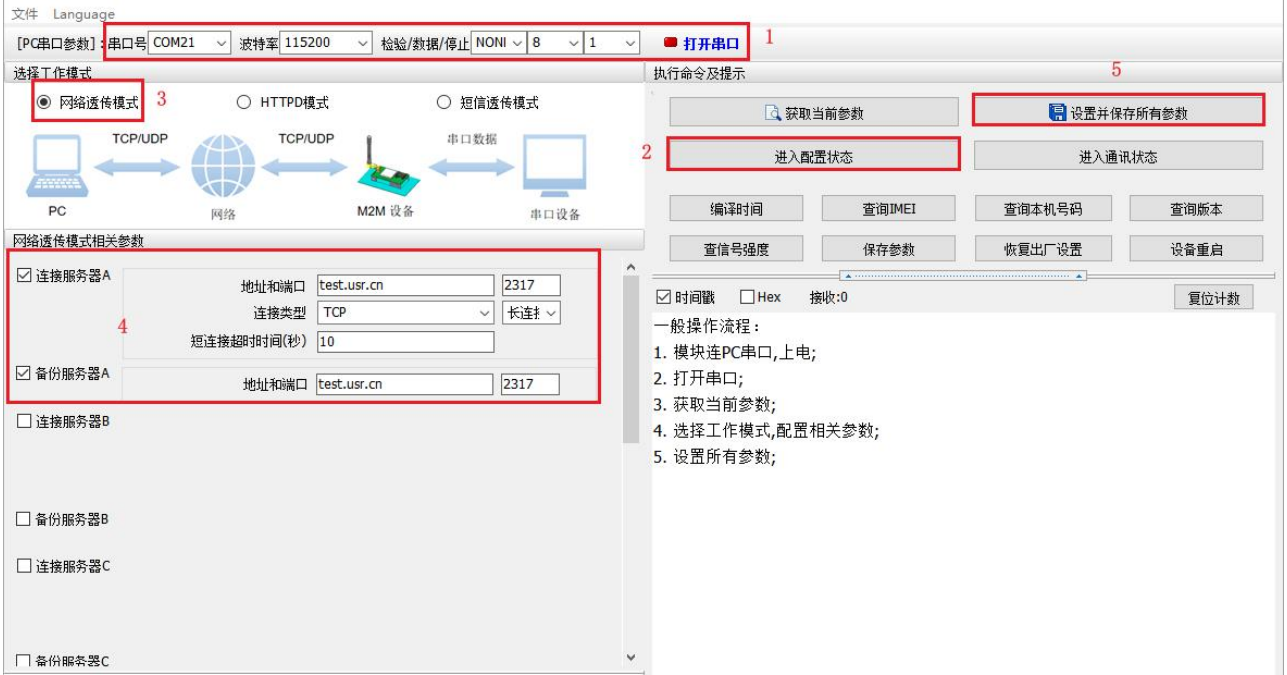 文件 Language
[PC串口参数]：串口号 COM21 波特率 115200 检验/数据/停止 NONI 8 1 打开串口 1
选择工作模式
网络透传模式 3 HTTPD模式 短信透传模式
TCP/UDP TCP/UDP 串口数据
PC 网络 M2M 设备 串口设备
网络透传模式相关参数
连接服务器A
地址和端口 test.usr.cn 2317
连接类型 TCP 长连接
4
短连接超时时间(秒) 10
备份服务器A
地址和端口 test.usr.cn 2317
连接服务器B
备份服务器B
连接服务器C
备份服务器C
执行命令及提示
5
获取当前参数 设置并保存所有参数
2
进入配置状态 进入通讯状态
编译时间 查询IMEI 查询本机号码 查询版本
查信号强度 保存参数 恢复出厂设置 设备重启
时间戳 Hex 接收:0 复位计数
一般操作流程：
1. 模块连PC串口,上电;
2. 打开串口;
3. 获取当前参数;
4. 选择工作模式,配置相关参数;
5. 设置所有参数;